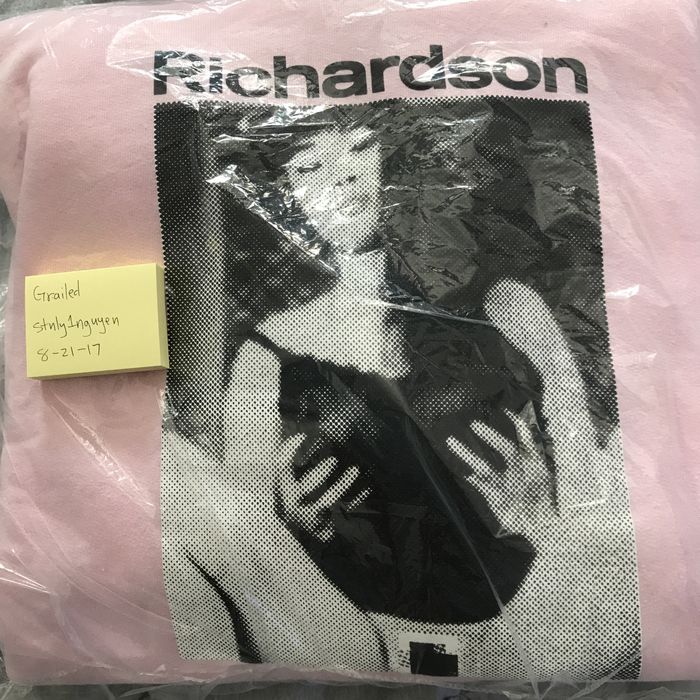 Richardson
Grailed
stnly1nguyen
8-21-17